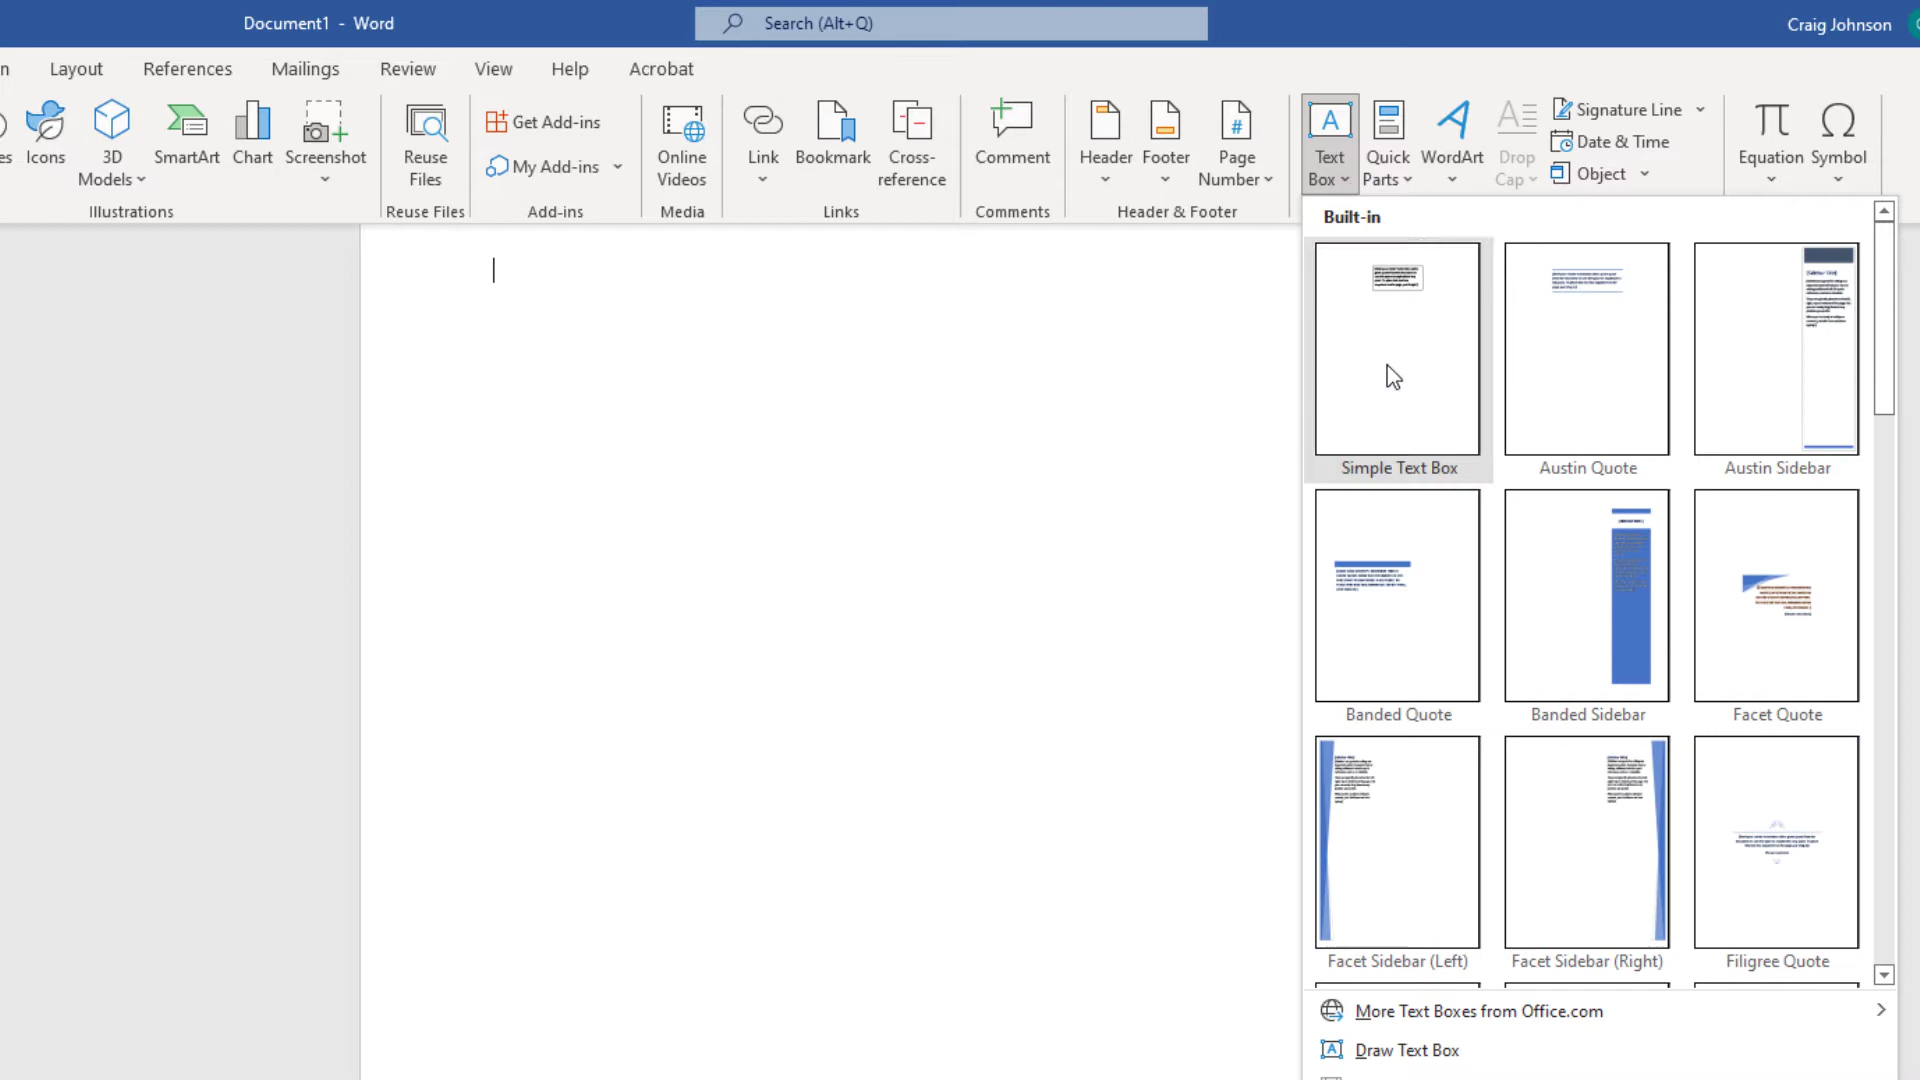 Document1 - Word
Search (Alt+Q)
Craig Johnson
n
Layout
References
Mailings
Review
View
Help
Acrobat
es
Icons
3D
Models
SmartArt
Chart
Screenshot
Illustrations
Reuse
Files
Reuse Files
Get Add-ins
My Add-ins
Add-ins
Online
Videos
Media
Link
Bookmark
Cross-
reference
Links
Comment
Comments
Header
Footer
Page
Number
Header & Footer
Text
Box
Quick
Parts
WordArt
Drop
Cap
Signature Line
Date & Time
Object
Equation
Symbol
Built-in
Simple Text Box
Austin Quote
Austin Sidebar
Banded Quote
Banded Sidebar
Facet Quote
Facet Sidebar (Left)
Facet Sidebar (Right)
Filigree Quote
More Text Boxes from Office.com
Draw Text Box